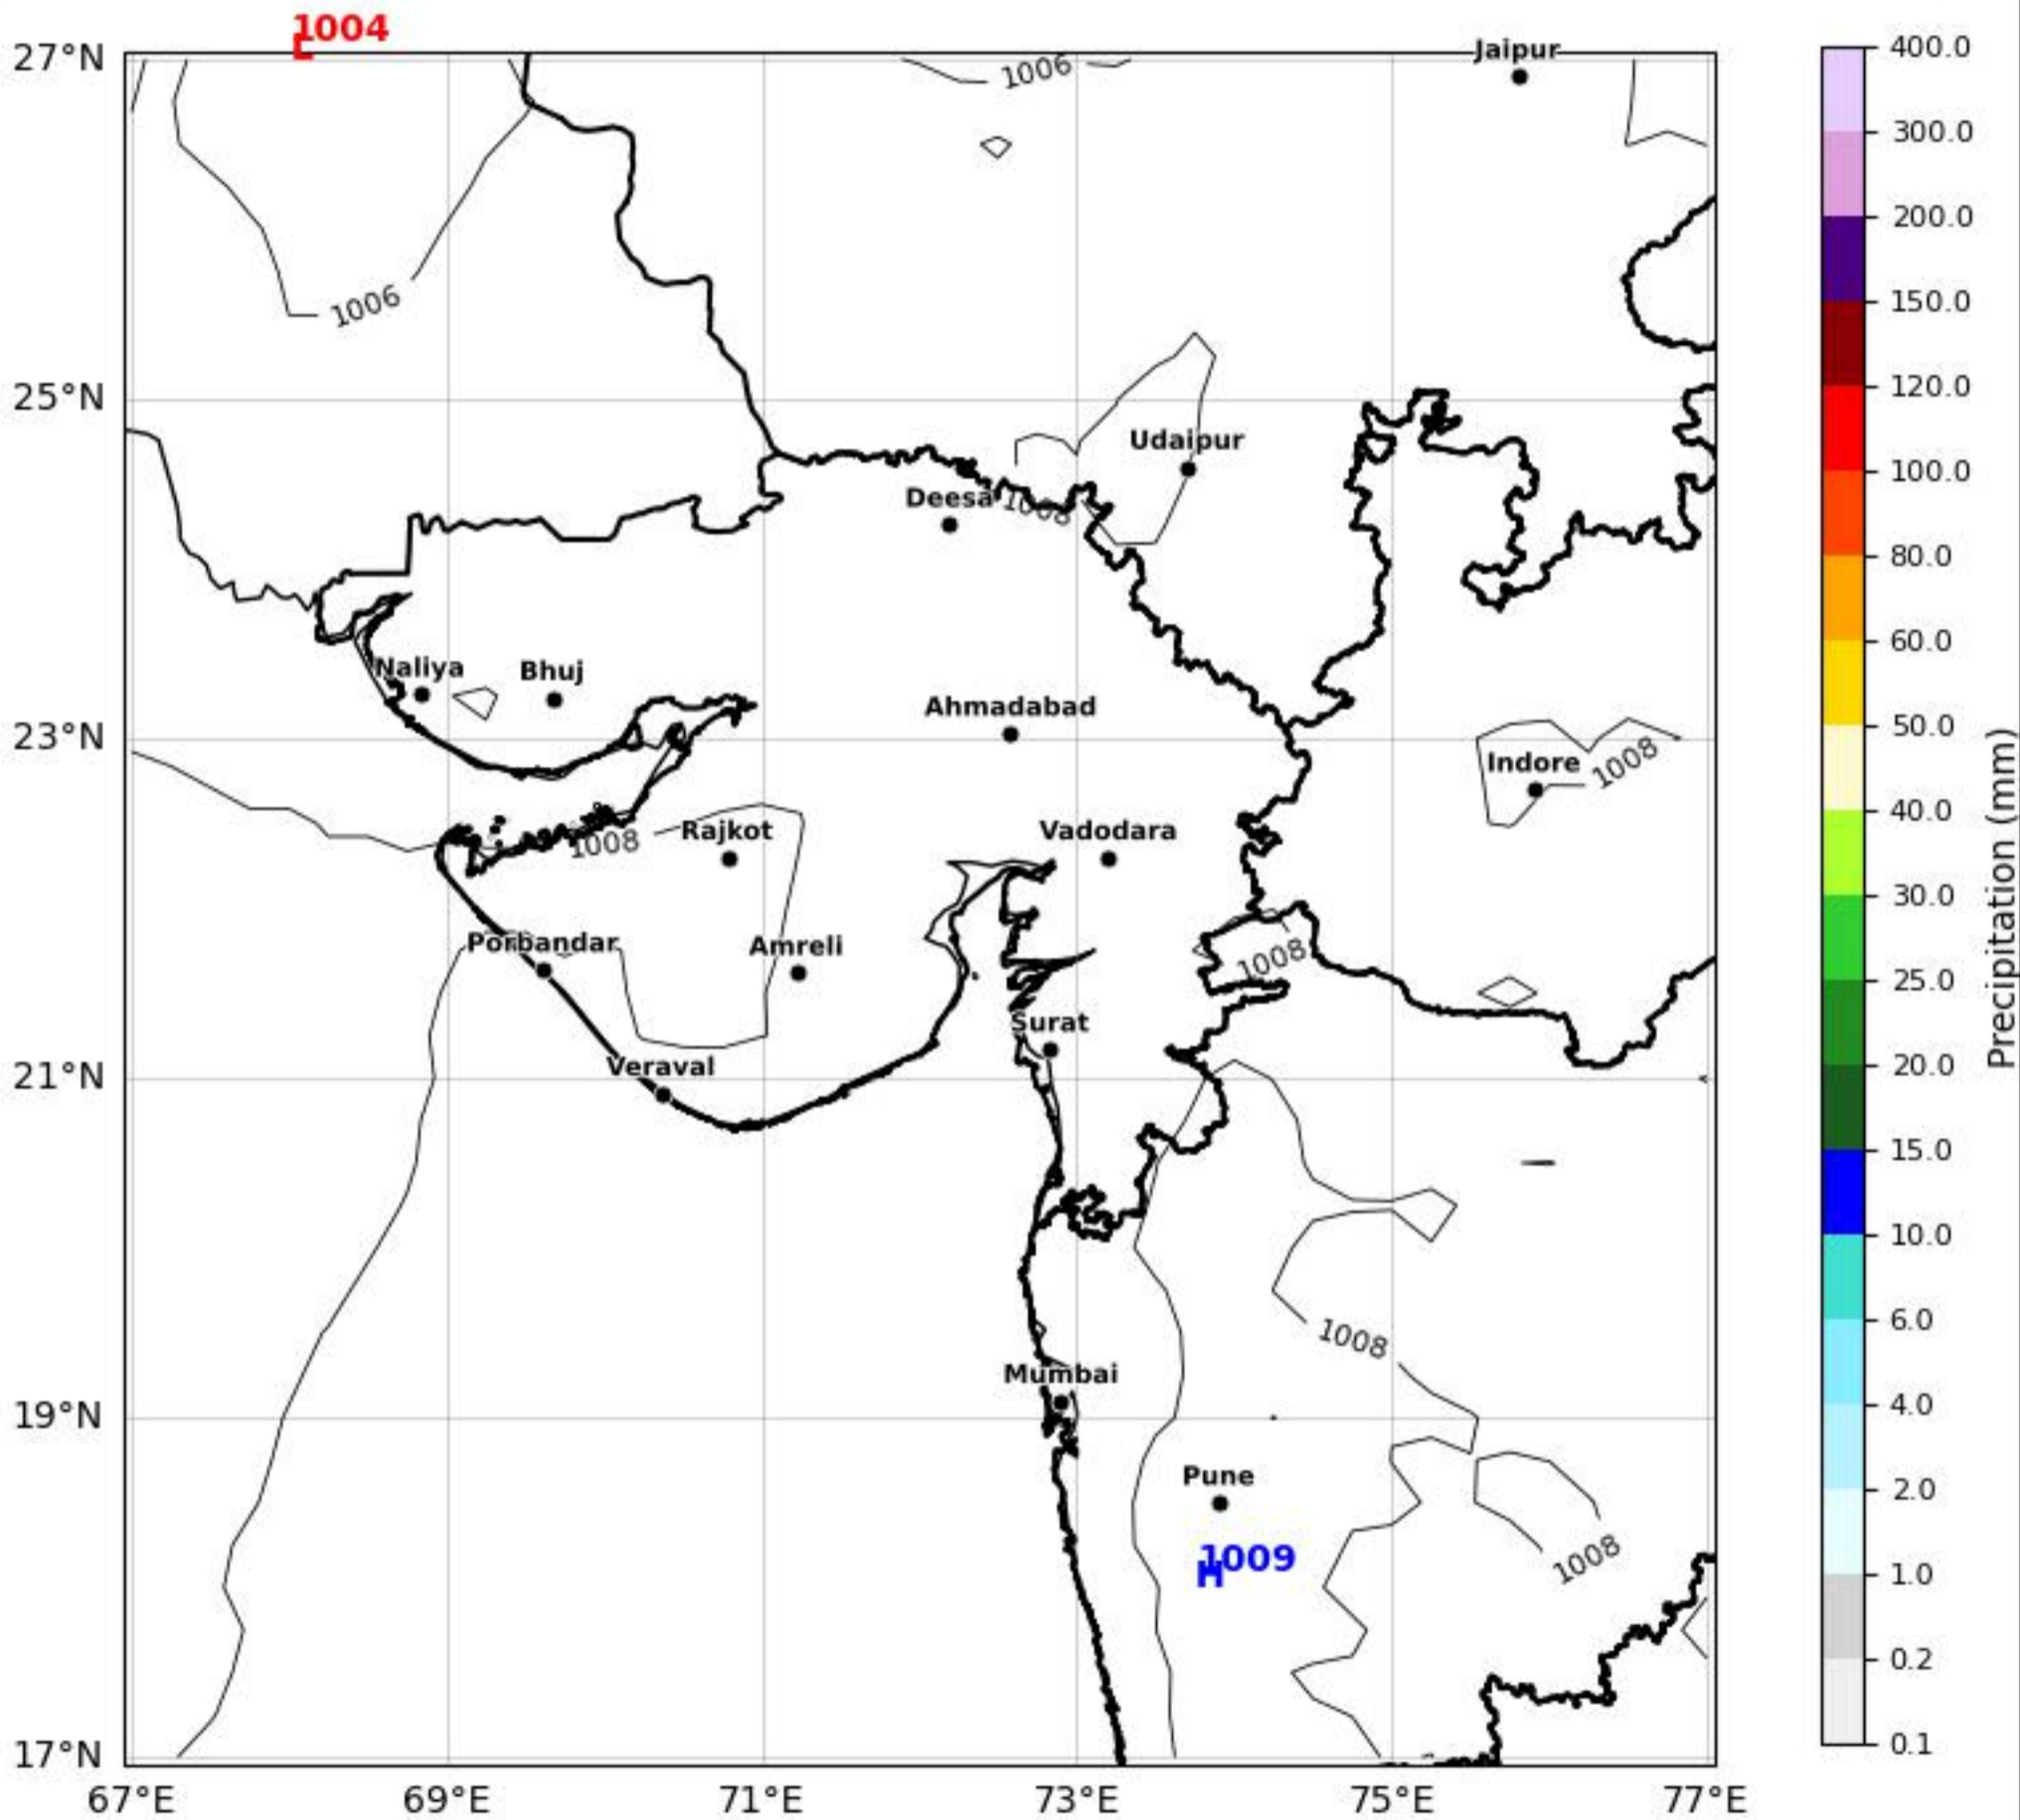 1004
L
27°N
Jaipur
1006
400.0
300.0
200.0
1006
150.0
120.0
25°N
Udaipur
100.0
Deesa
1008
80.0
60.0
Naliya
Bhuj
Ahmadabad
50.0
23°N
Indore
1008
Precipitation (mm)
40.0
1008
Rajkot
Vadodara
30.0
Porbandar
Amreli
1008
25.0
Surat
21°N
Veraval
20.0
15.0
10.0
1008
6.0
Mumbai
4.0
19°N
Pune
2.0
1009
H
1008
1.0
0.2
0.1
17°N
67°E
69°E
71°E
73°E
75°E
77°E